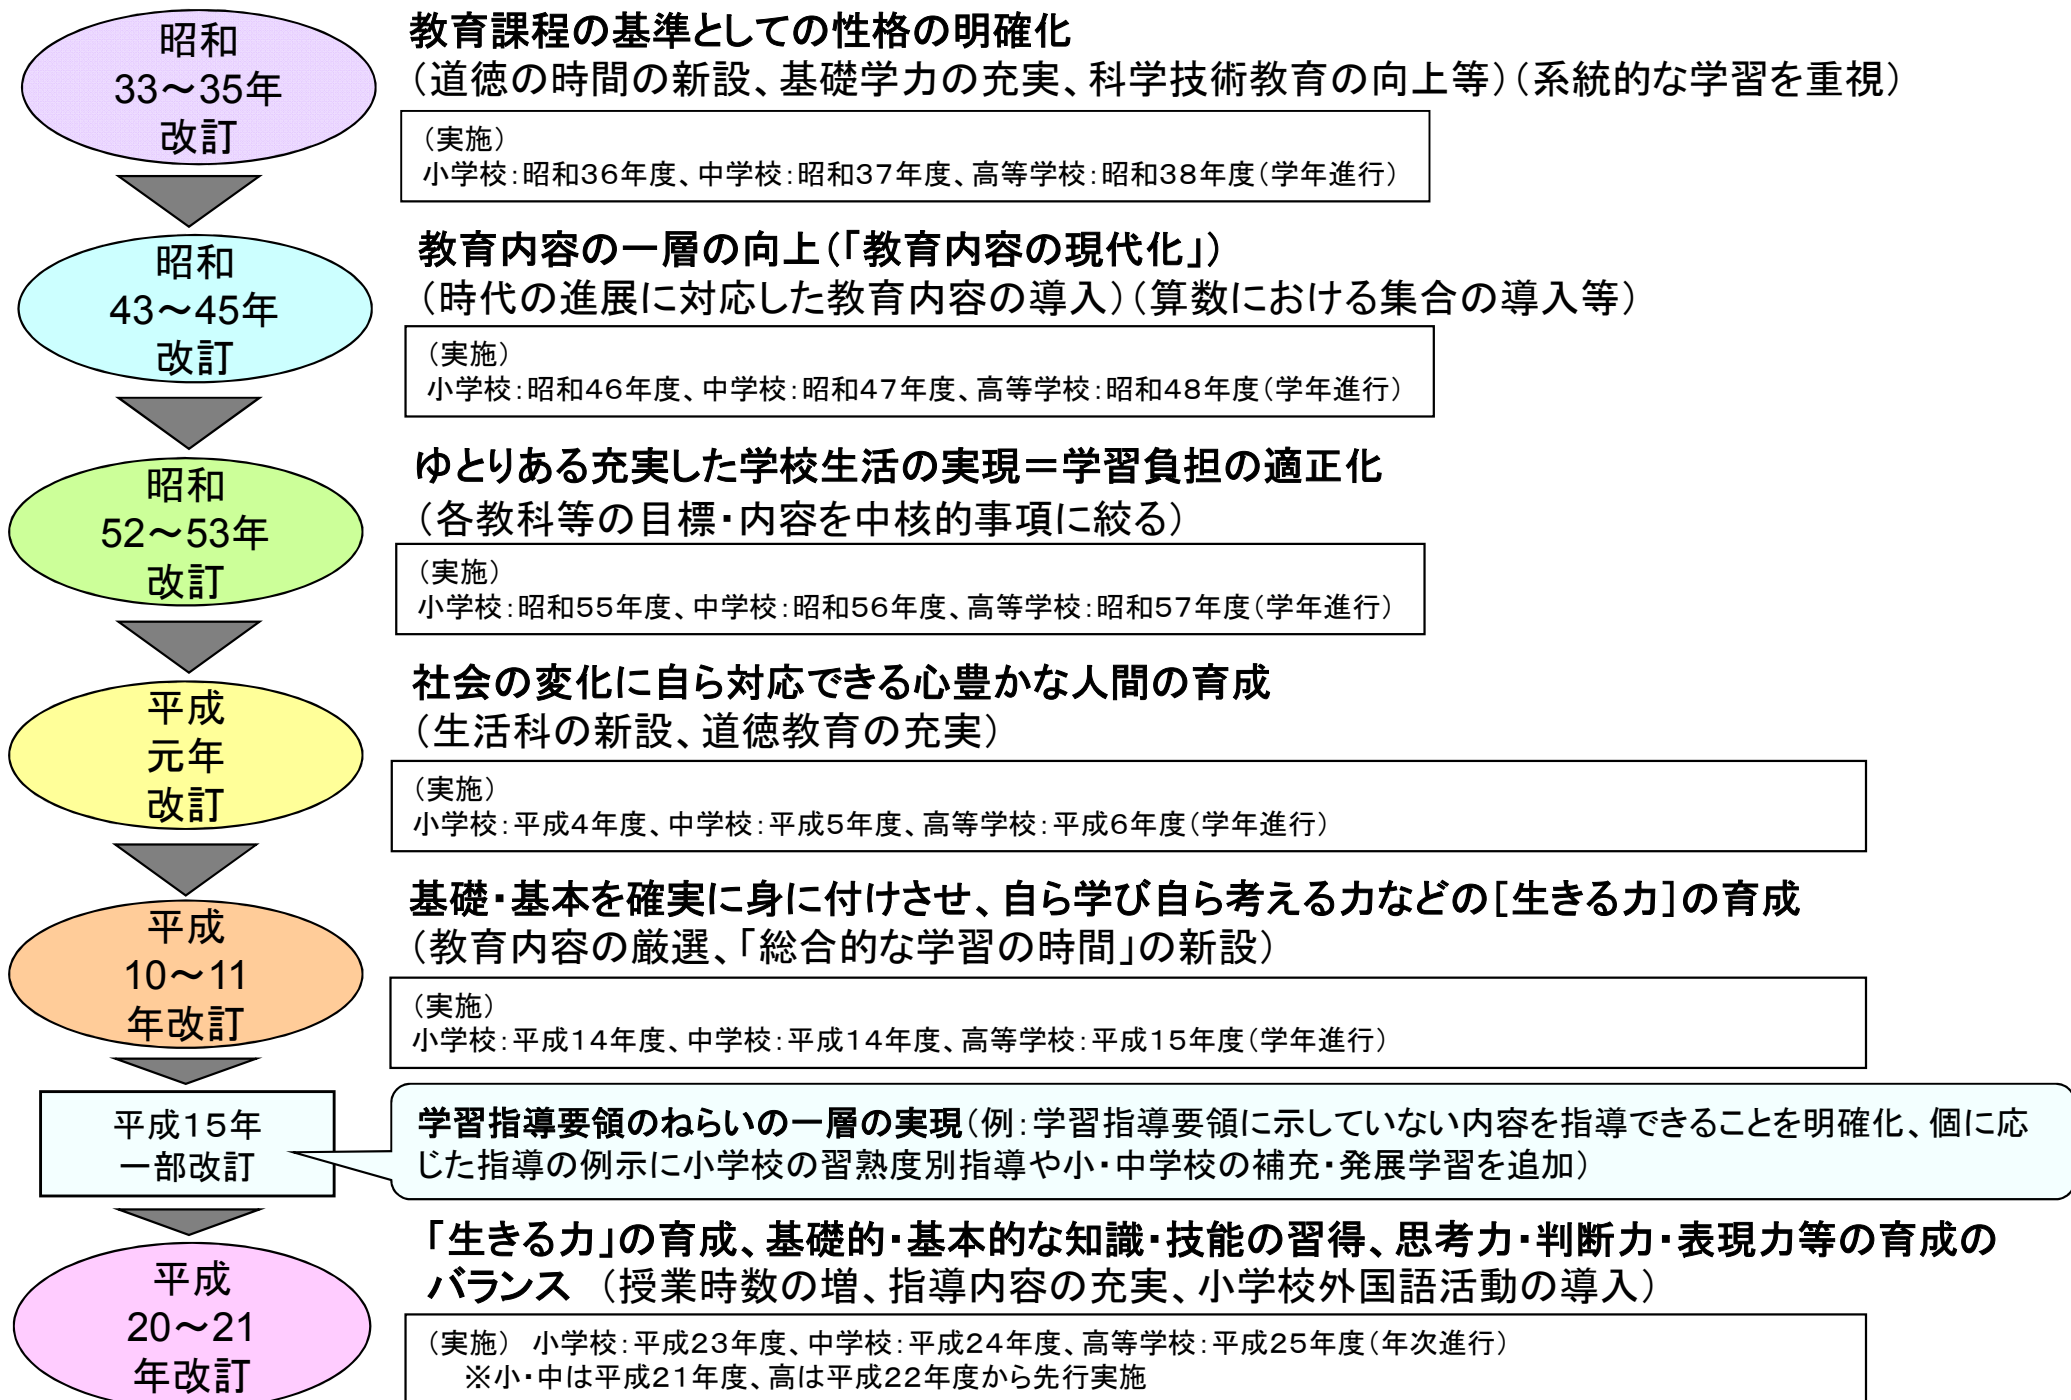 昭和
33～35年
改訂
教育課程の基準としての性格の明確化
（道徳の時間の新設、基礎学力の充実、科学技術教育の向上等）（系統的な学習を重視）
（実施）
小学校：昭和36年度、中学校：昭和37年度、高等学校：昭和38年度（学年進行）
昭和
43～45年
改訂
教育内容の一層の向上（「教育内容の現代化」）
（時代の進展に対応した教育内容の導入）（算数における集合の導入等）
（実施）
小学校：昭和46年度、中学校：昭和47年度、高等学校：昭和48年度（学年進行）
昭和
52～53年
改訂
ゆとりある充実した学校生活の実現＝学習負担の適正化
（各教科等の目標・内容を中核的事項に絞る）
（実施）
小学校：昭和55年度、中学校：昭和56年度、高等学校：昭和57年度（学年進行）
平成
元年
改訂
社会の変化に自ら対応できる心豊かな人間の育成
（生活科の新設、道徳教育の充実）
（実施）
小学校：平成4年度、中学校：平成5年度、高等学校：平成6年度（学年進行）
平成
10～11
年改訂
基礎・基本を確実に身に付けさせ、自ら学び自ら考える力などの［生きる力］の育成
（教育内容の厳選、「総合的な学習の時間」の新設）
（実施）
小学校：平成14年度、中学校：平成14年度、高等学校：平成15年度（学年進行）
平成15年
一部改訂
学習指導要領のねらいの一層の実現（例：学習指導要領に示していない内容を指導できることを明確化、個に応
じた指導の例示に小学校の習熟度別指導や小・中学校の補充・発展学習を追加）
平成
20～21
年改訂
「生きる力」の育成、基礎的・基本的な知識・技能の習得、思考力・判断力・表現力等の育成の
バランス （授業時数の増、指導内容の充実、小学校外国語活動の導入）
（実施） 小学校：平成23年度、中学校：平成24年度、高等学校：平成25年度（年次進行）
※小・中は平成21年度、高は平成22年度から先行実施